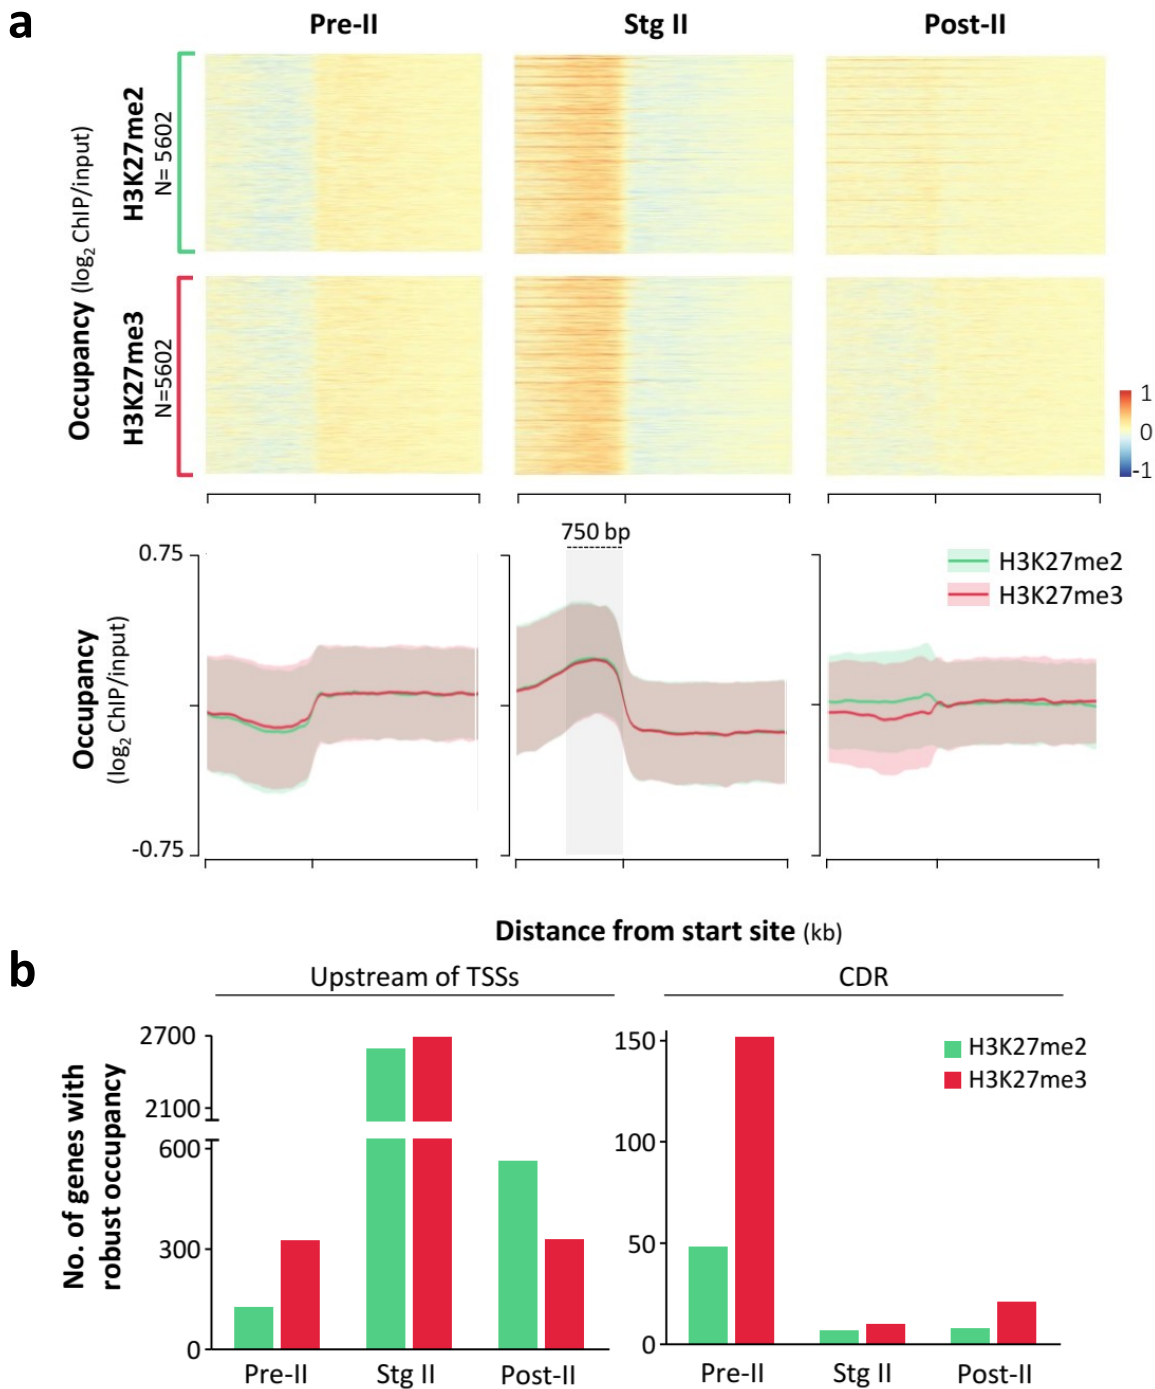 a
Pre-II
Stg II
Post-II
Occupancy (log2 ChIP/input)
H3K27me2
N= 5602
H3K27me3
N=5602
1
0
-1
750 bp
0.75
-0.75
Occupancy
(log2 ChIP/input)
H3K27me2
H3K27me3
Distance from start site (kb)
b
Upstream of TSSs
CDR
No. of genes with
robust occupancy
2700
2100
600
300
0
Pre-II
Stg II
Post-II
150
100
50
0
H3K27me2
H3K27me3
Pre-II
Stg II
Post-II